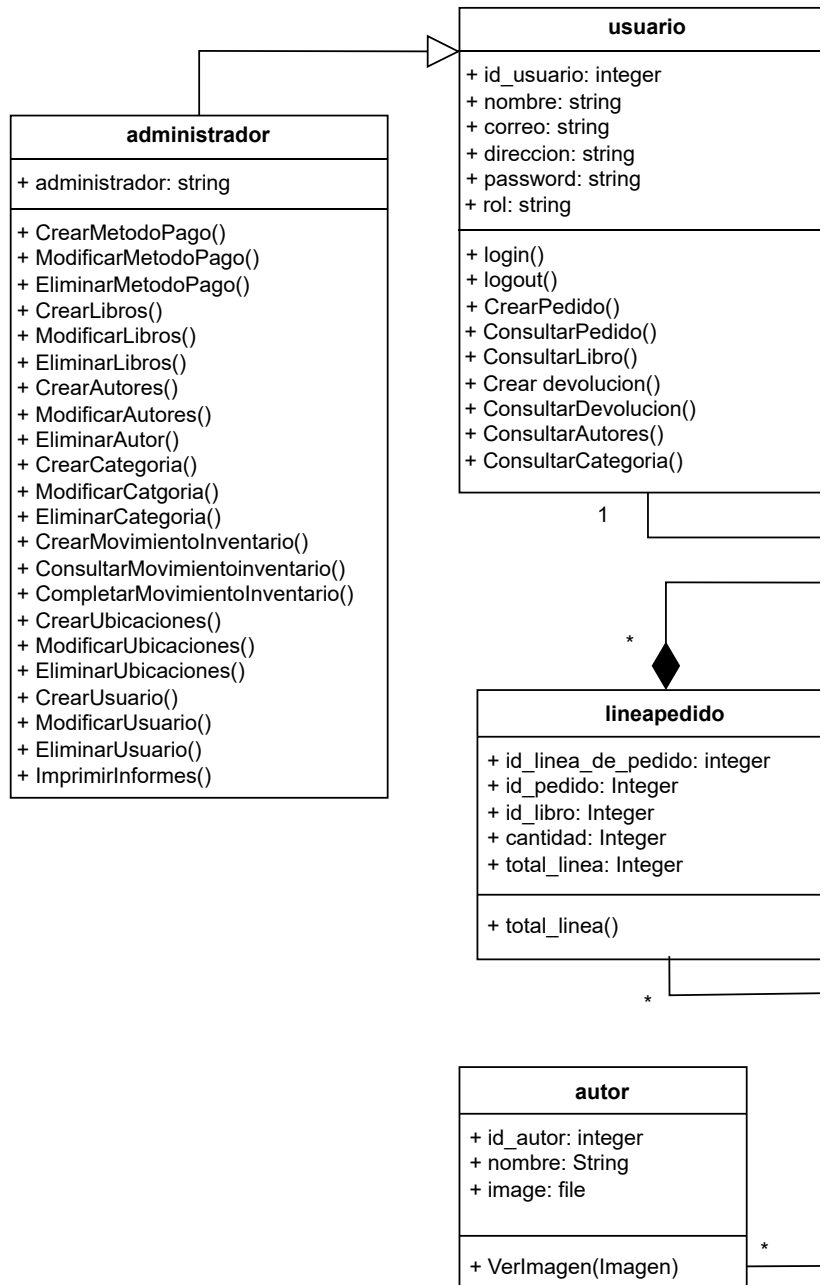 usuario
+ id_usuario: integer
+ nombre: string
+ correo: string
+ direccion: string
+ password: string
+ rol: string
+ login()
+ logout()
+ CrearPedido()
+ ConsultarPedido()
+ ConsultarLibro()
+ Crear devolucion()
+ ConsultarDevolucion()
+ ConsultarAutores()
+ ConsultarCategoria()
1
administrador
+ administrador: string
+ CrearMetodoPago()
+ ModificarMetodoPago()
+ EliminarMetodoPago()
+ CrearLibros()
+ ModificarLibros()
+ EliminarLibros()
+ CrearAutores()
+ ModificarAutores()
+ EliminarAutor()
+ CrearCategoria()
+ ModificarCatgoria()
+ EliminarCategoria()
+ CrearMovimientoInventario()
+ ConsultarMovimientoinventario()
+ CompletarMovimientoInventario()
+ CrearUbicaciones()
+ ModificarUbicaciones()
+ EliminarUbicaciones()
+ CrearUsuario()
+ ModificarUsuario()
+ EliminarUsuario()
+ ImprimirInformes()
*
lineapedido
+ id_linea_de_pedido: integer
+ id_pedido: Integer
+ id_libro: Integer
+ cantidad: Integer
+ total_linea: Integer
+ total_linea()
*
autor
+ id_autor: integer
+ nombre: String
+ image: file
+ VerImagen(Imagen)
*